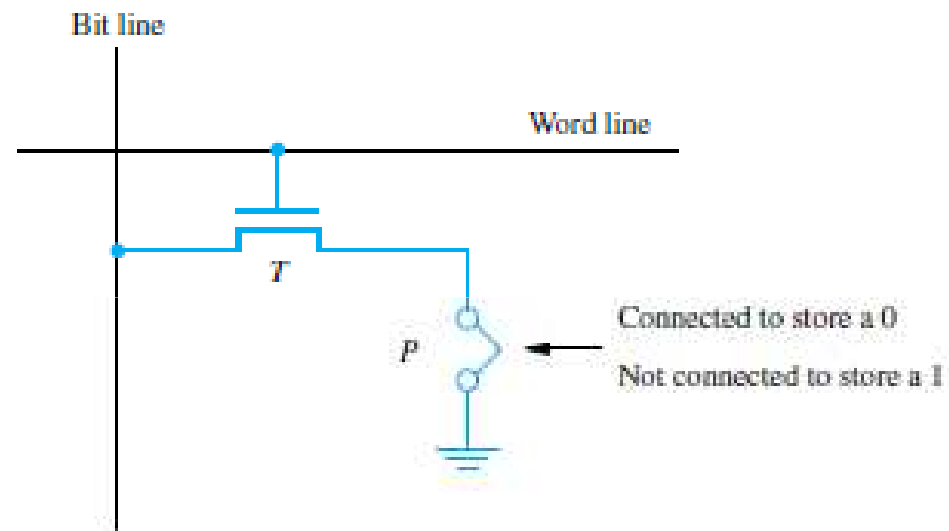 Bit line
Word line
T
P
Connected to store a 0
Not connected to store a 1